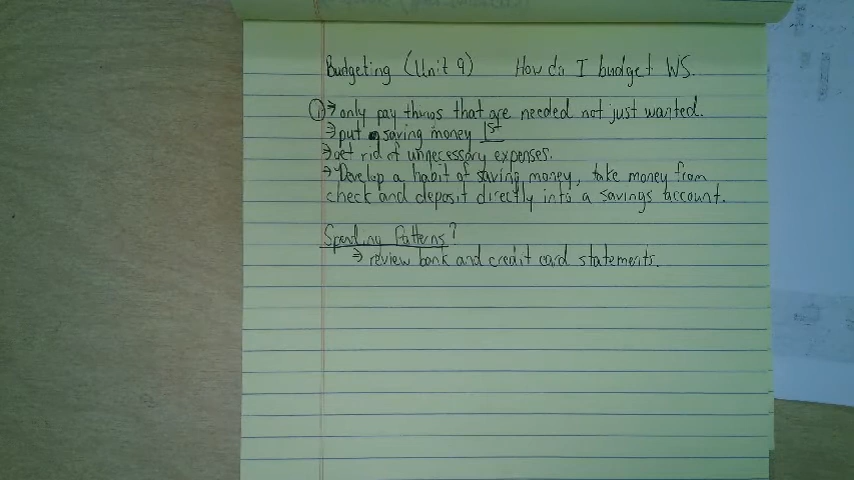 Budgeting (Unit 9) How do I budget WS.
① → only pay things that are needed not just wanted.
→ put saving money 1st
→ get rid of unnecessary expenses.
→ Develop a habit of saving money, take money from
check and deposit directly into a savings account.
Spending Patterns?
→ review bank and credit card statements.